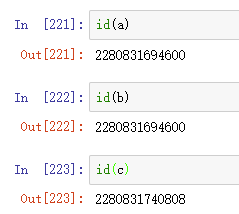 In [221]: id(a)
Out[221]: 2280831694600
In [222]: id(b)
Out[222]: 2280831694600
In [223]: id(c)
Out[223]: 2280831740808